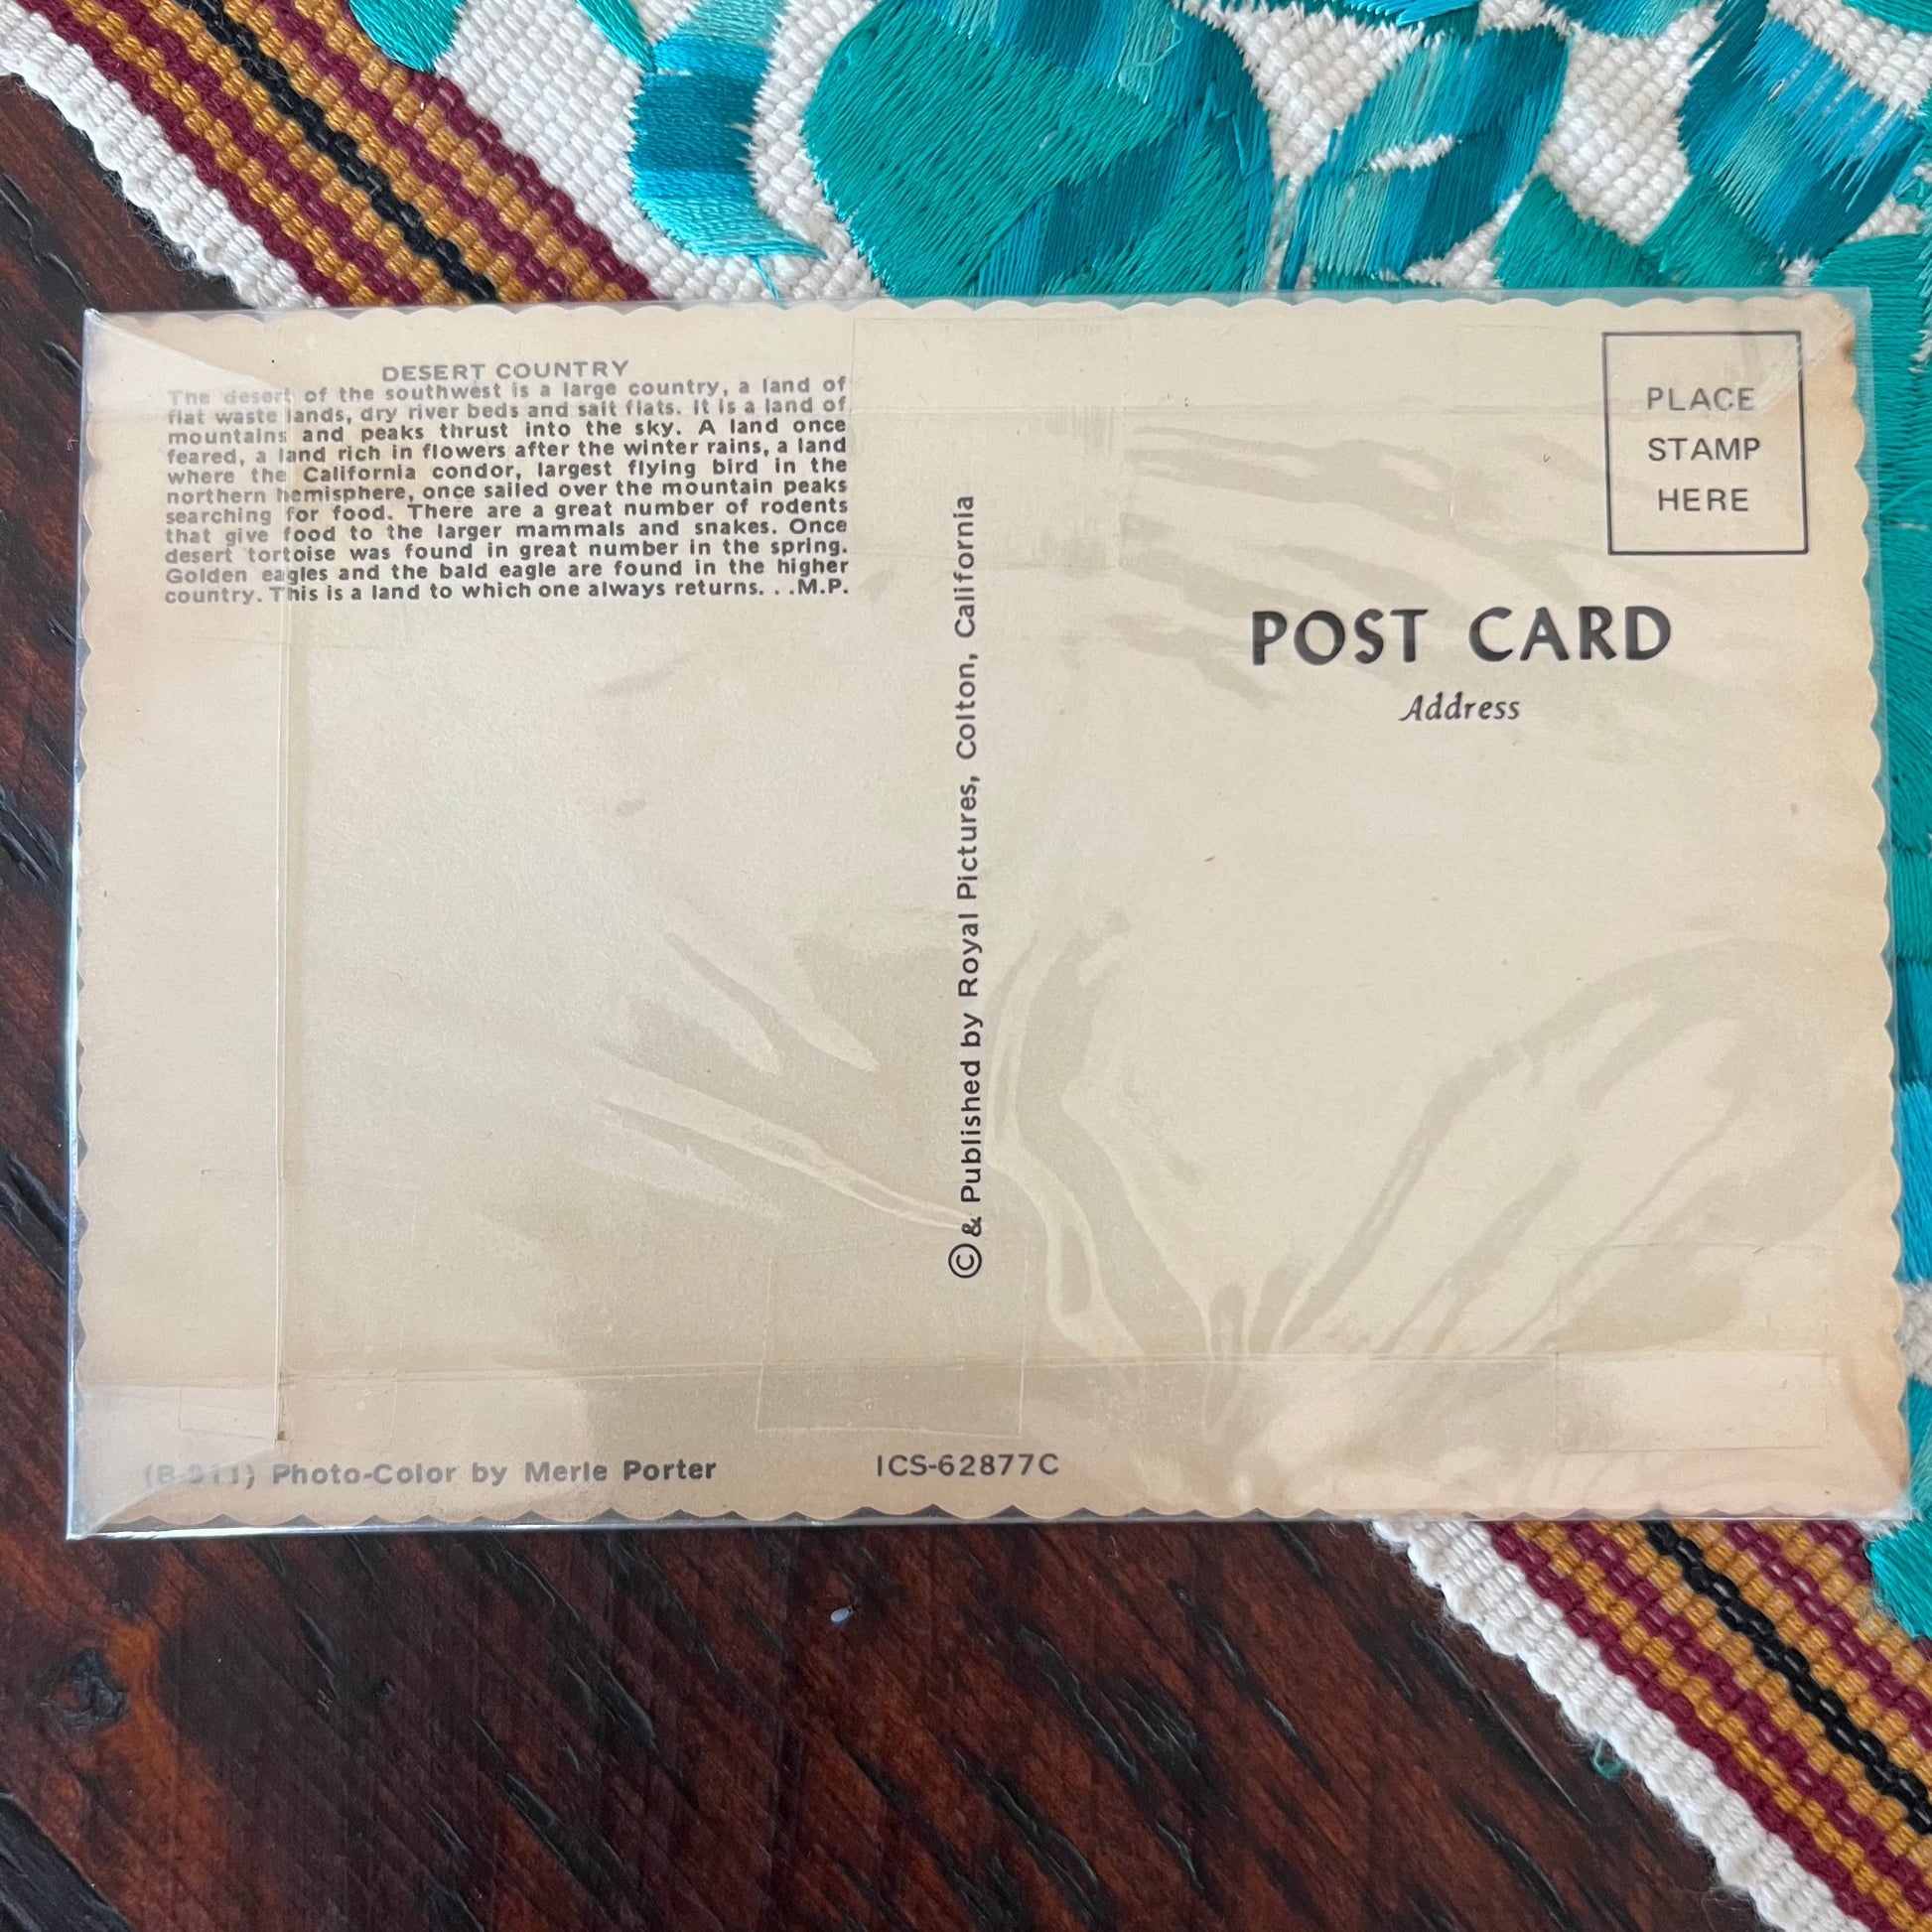 DESERT COUNTRY
The desert of the southwest is a large country, a land of
flat waste lands, dry river beds and salt flats. It is a land of
mountains and peaks thrust into the sky. A land once
feared, a land rich in flowers after the winter rains, a land
where the California condor, largest flying bird in the
northern hemisphere, once sailed over the mountain peaks
searching for food. There are a great number of rodents
that give food to the larger mammals and snakes. Once
desert tortoise was found in great number in the spring.
Golden eagles and the bald eagle are found in the higher
country. This is a land to which one always returns. . .M.P.
(B-911) Photo-Color by Merle Porter
ICS-62877C
© & Published by Royal Pictures, Colton, California
PLACE
STAMP
HERE
POST CARD
Address